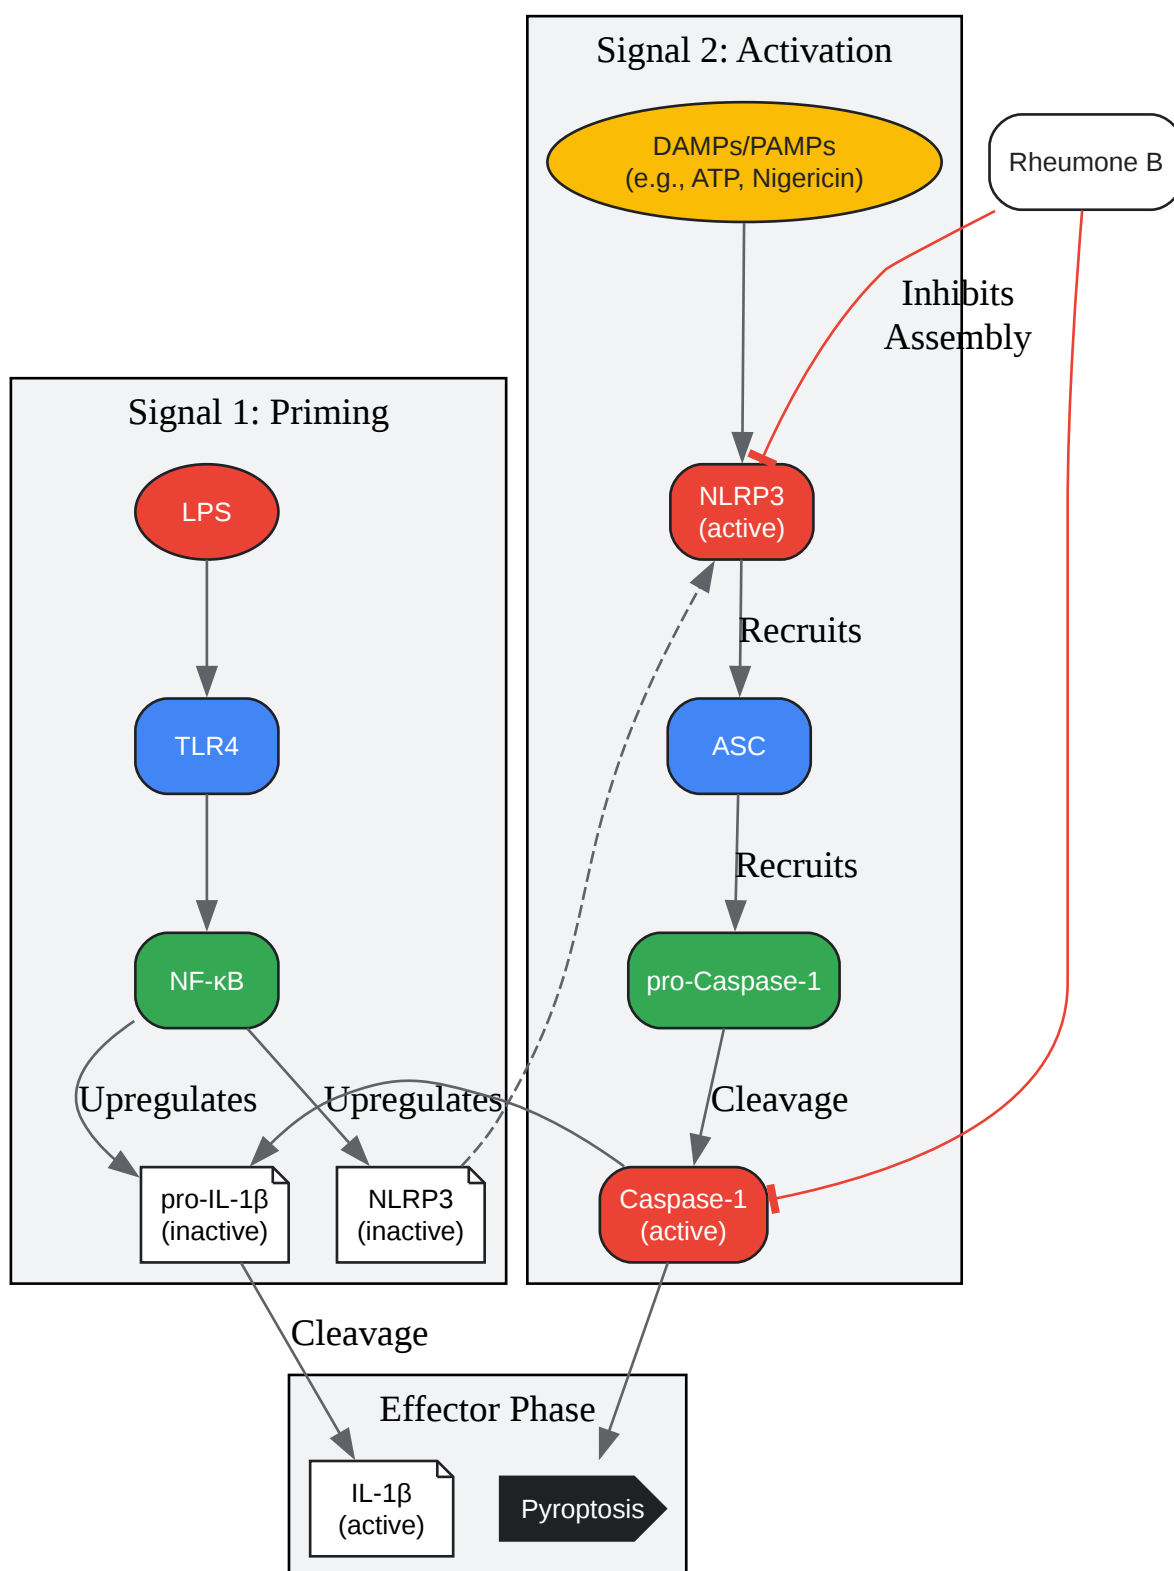 Signal 2: Activation
DAMPs/PAMPs
(e.g., ATP, Nigericin)
Rheumone B
Inhibits
Assembly
Signal 1: Priming
LPS
NLRP3
(active)
Recruits
TLR4
ASC
Recruits
NF-κB
pro-Caspase-1
Upregulates
Upregulates
Cleavage
pro-IL-1β
(inactive)
NLRP3
(inactive)
Caspase-1
(active)
Cleavage
Effector Phase
IL-1β
(active)
Pyroptosis